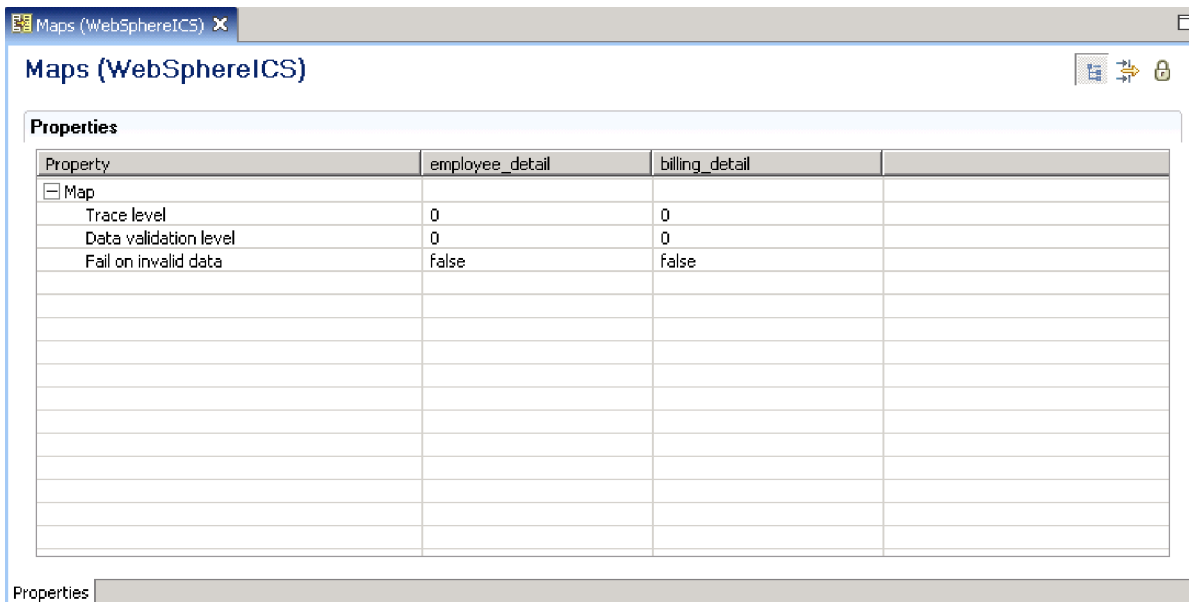 Maps (WebSphereICS)
Maps (WebSphereICS)
Properties
Property employee_detail billing_detail
Map
Trace level 0 0
Data validation level 0 0
Fail on invalid data false false
Properties